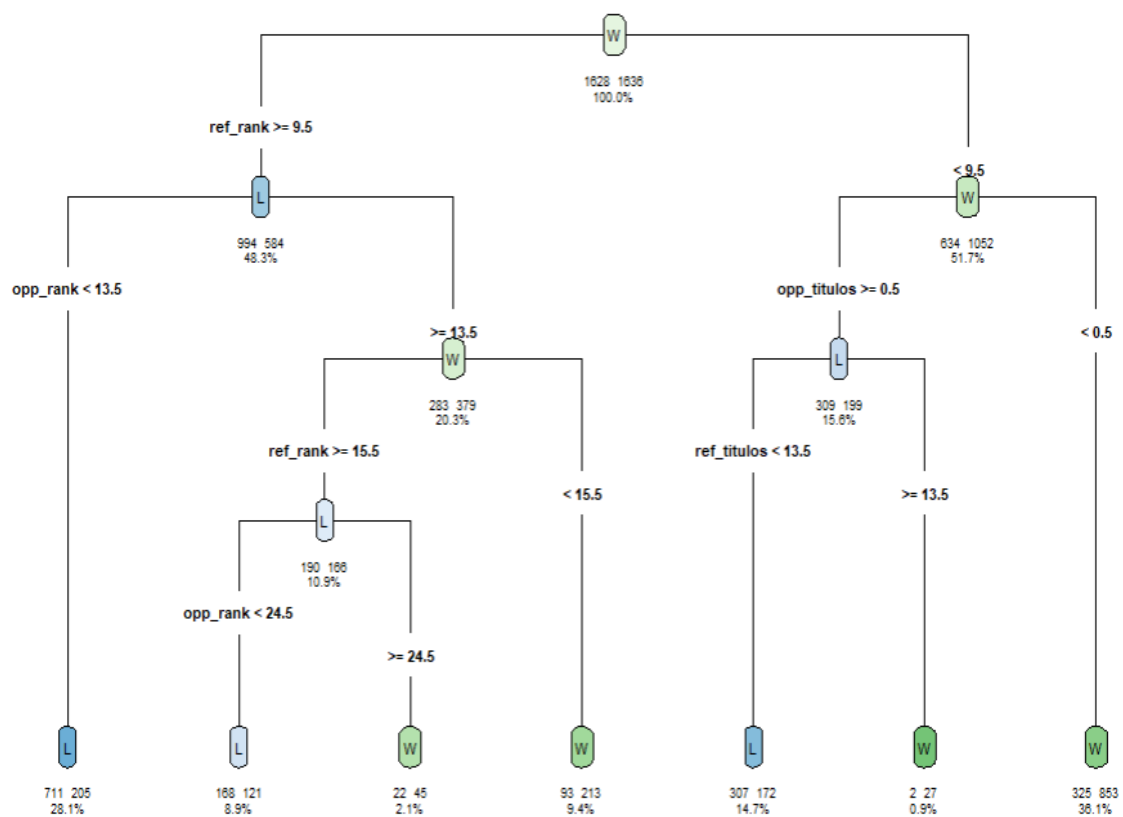 W
1628 1636
100.0%
ref_rank >= 9.5
< 9.5
L
994 584
48.3%
W
634 1052
51.7%
opp_rank < 13.5
>= 13.5
opp_titulos >= 0.5
< 0.5
W
283 379
20.3%
L
309 199
15.6%
ref_rank >= 15.5
< 15.5
ref_titulos < 13.5
>= 13.5
L
190 166
10.9%
opp_rank < 24.5
>= 24.5
L
711 205
28.1%
L
168 121
8.9%
W
22 45
2.1%
W
93 213
9.4%
L
307 172
14.7%
W
2 27
0.9%
W
325 853
36.1%